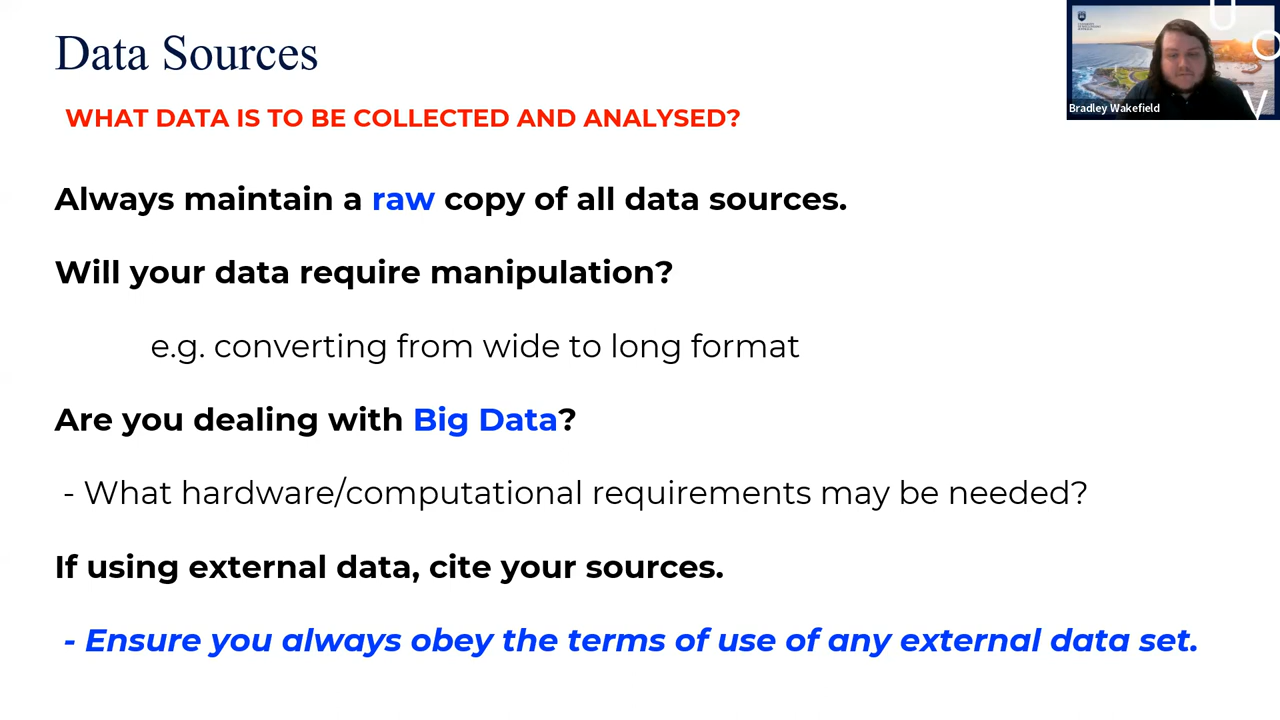 Data Sources
WHAT DATA IS TO BE COLLECTED AND ANALYSED?
Always maintain a raw copy of all data sources.
Will your data require manipulation?
e.g. converting from wide to long format
Are you dealing with Big Data?
- What hardware/computational requirements may be needed?
If using external data, cite your sources.
- Ensure you always obey the terms of use of any external data set.
Bradley Wakefield
U
O